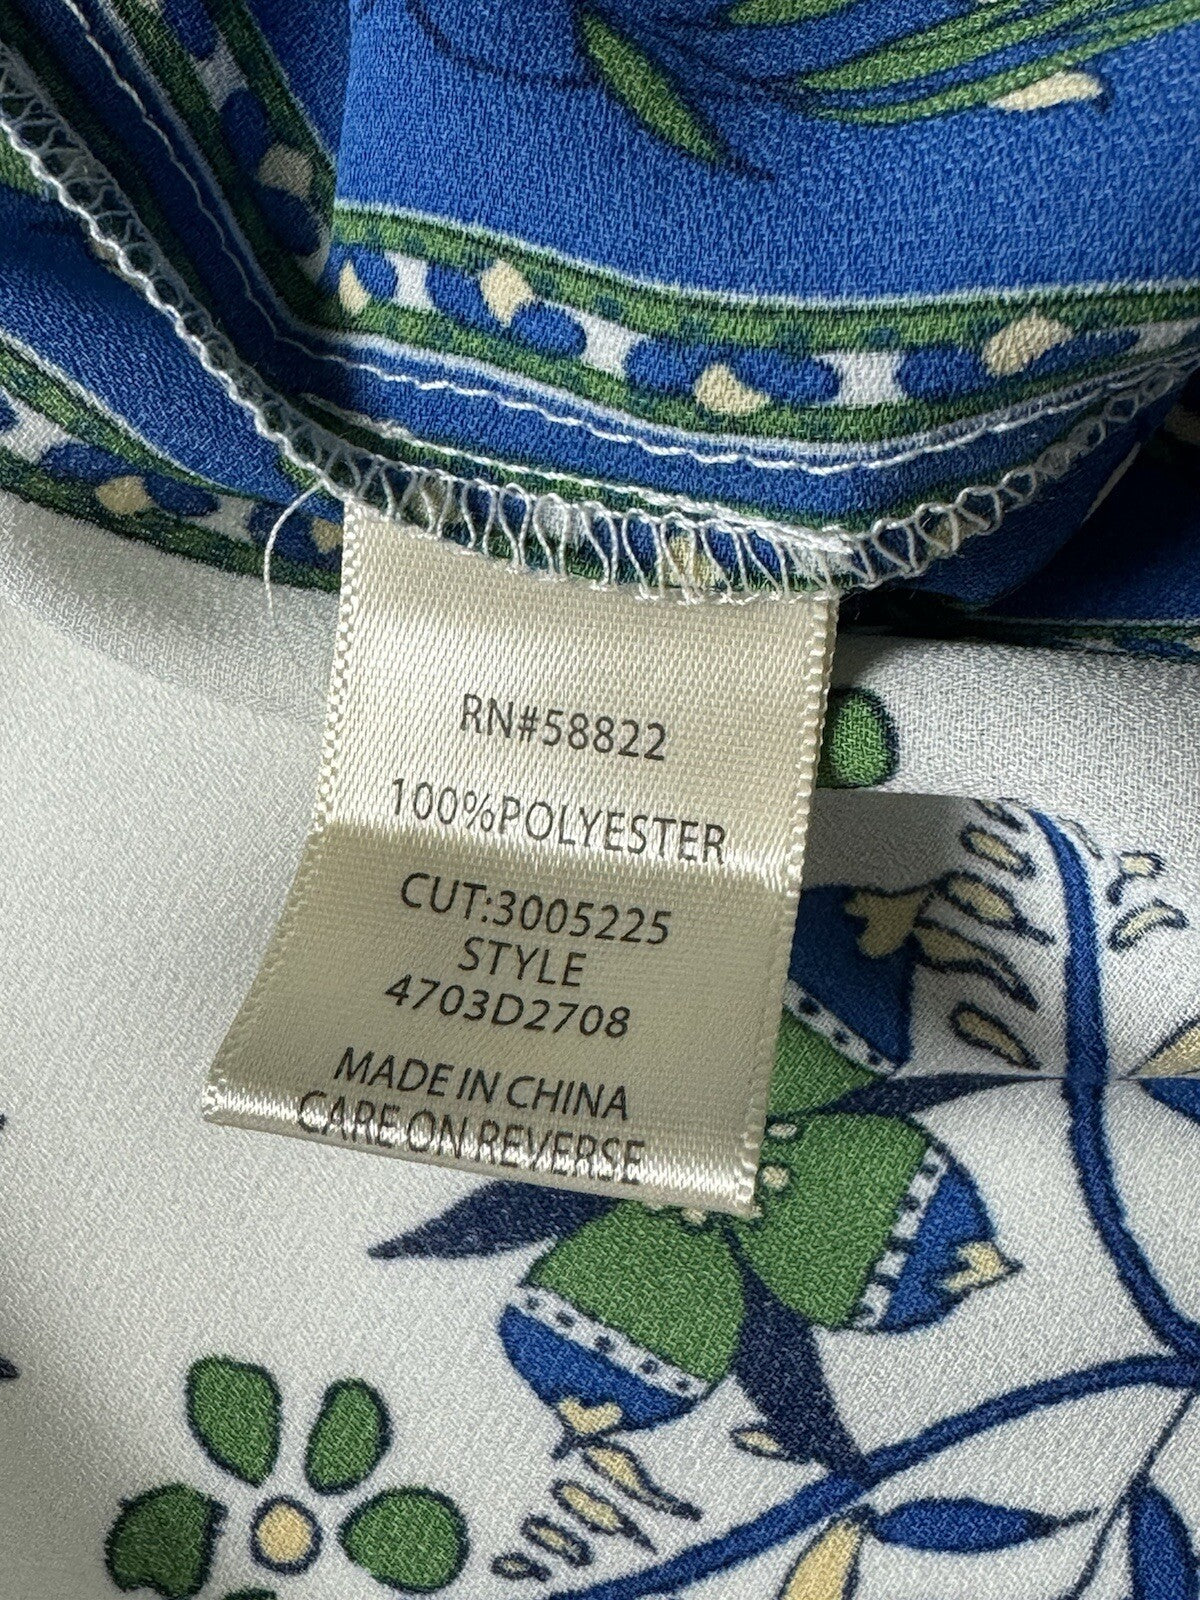 RN#58822
100%POLYESTER
CUT:3005225
STYLE
4703D2708
MADE IN CHINA
CARE ON REVERSE